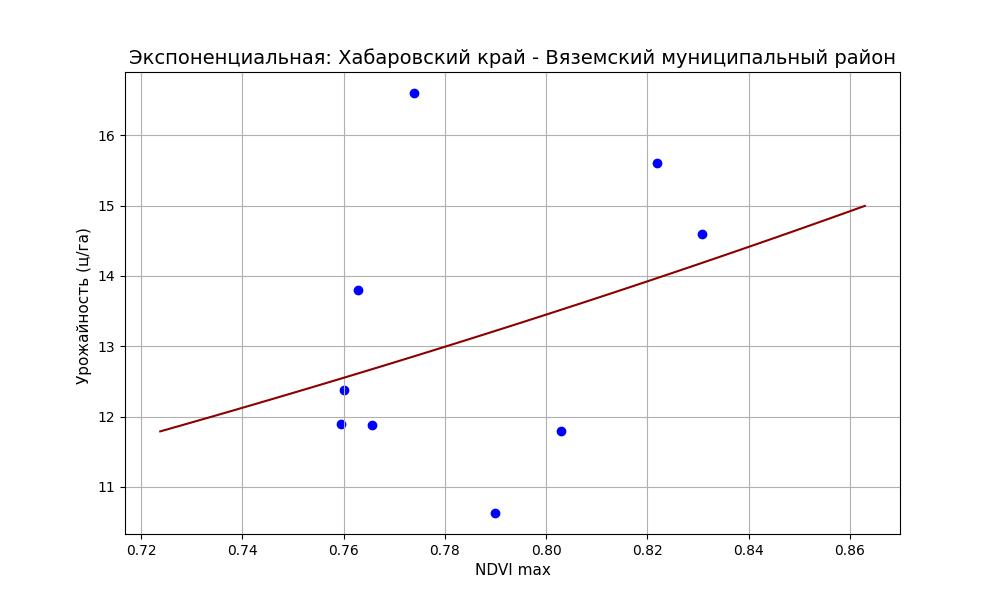 Экспоненциальная: Хабаровский край - Вяземский муниципальный район
Урожайность (ц/га)
16
15
14
13
12
11
0.72 0.74 0.76 0.78 0.80 0.82 0.84 0.86
NDVI max